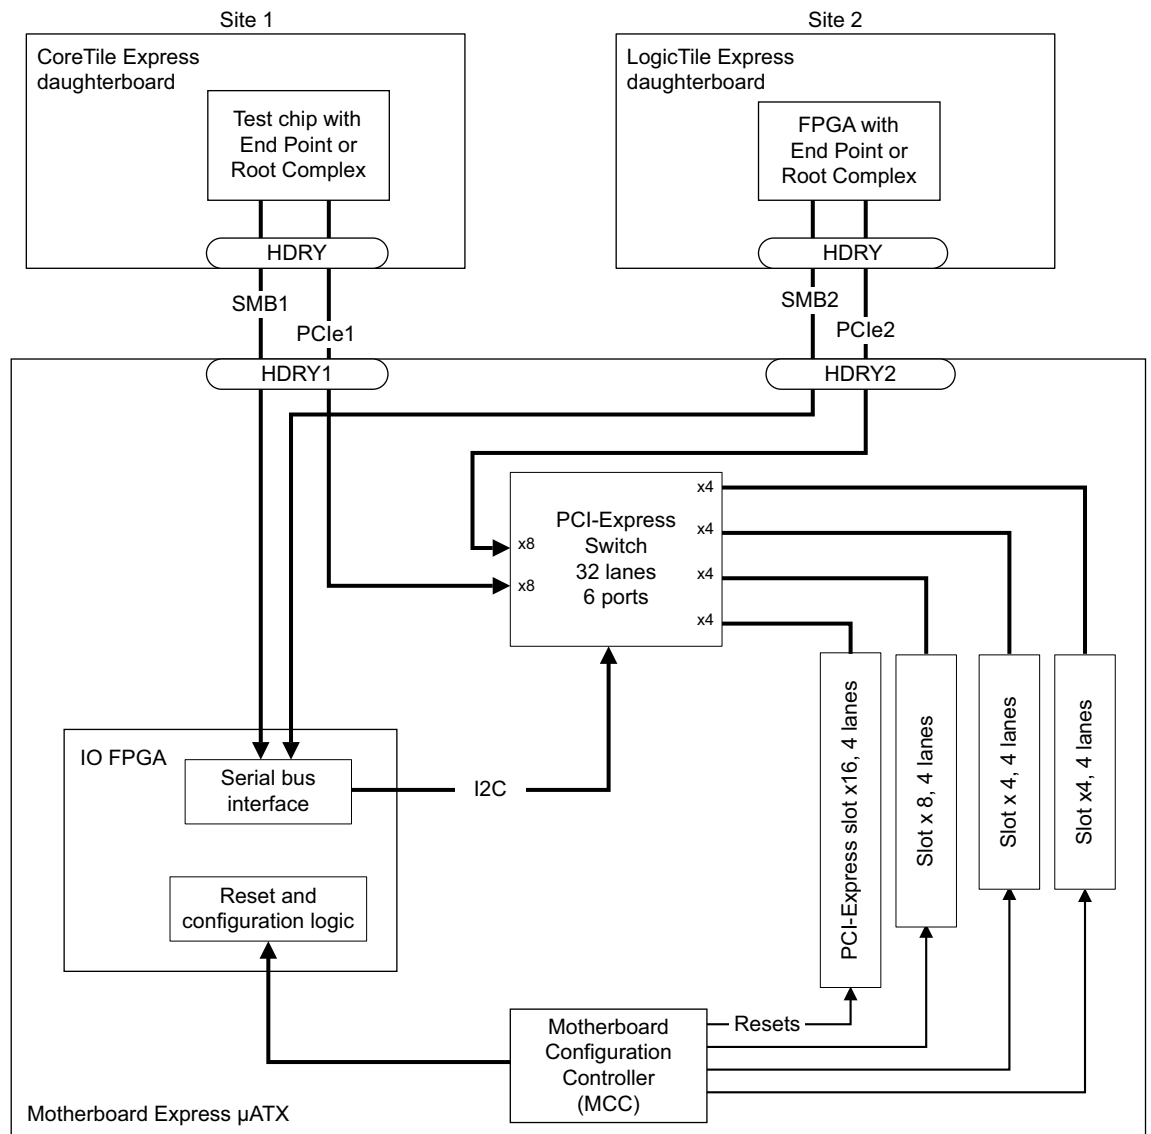 Site 1
Site 2
CoreTile Express
daughterboard
LogicTile Express
daughterboard
Test chip with
End Point or
Root Complex
FPGA with
End Point or
Root Complex
HDRY
HDRY
SMB1
PCIe1
SMB2
PCIe2
HDRY1
HDRY2
PCI-Express
Switch
32 lanes
6 ports
x8
x8
x4
x4
x4
x4
IO FPGA
Serial bus
interface
I2C
PCI-Express slot x16, 4 lanes
Slot x 8, 4 lanes
Slot x 4, 4 lanes
Slot x4, 4 lanes
Reset and
configuration logic
Motherboard
Configuration
Controller
(MCC)
Resets
Motherboard Express µATX